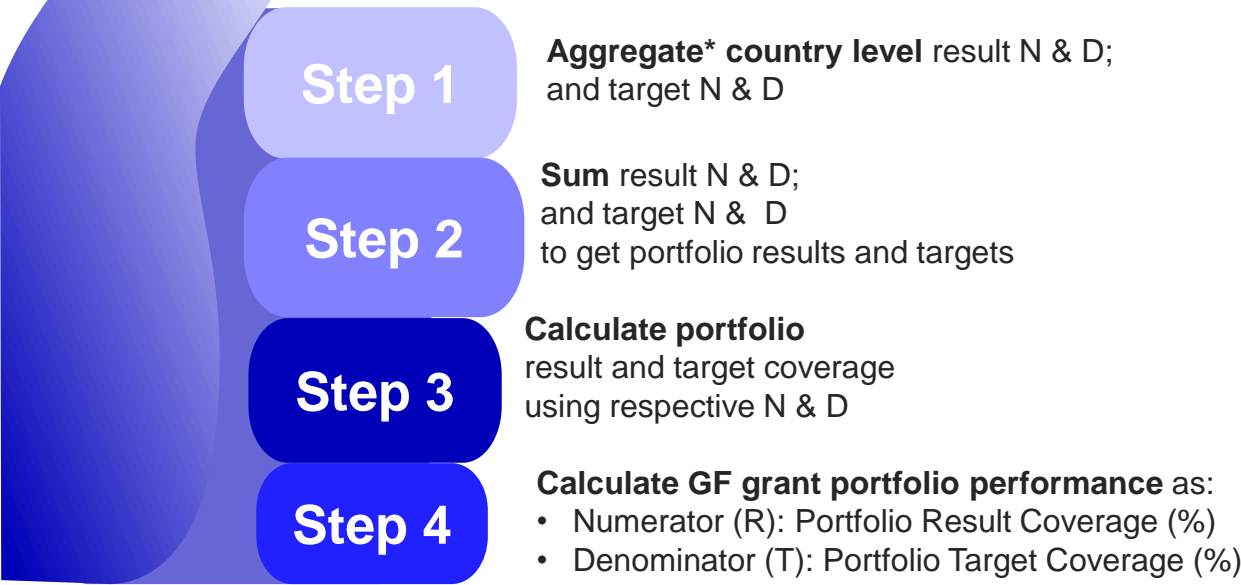 Step 1
Aggregate* country level result N & D;
and target N & D
Step 2
Sum result N & D;
and target N & D
to get portfolio results and targets
Step 3
Calculate portfolio
result and target coverage
using respective N & D
Step 4
Calculate GF grant portfolio performance as:
• Numerator (R): Portfolio Result Coverage (%)
• Denominator (T): Portfolio Target Coverage (%)